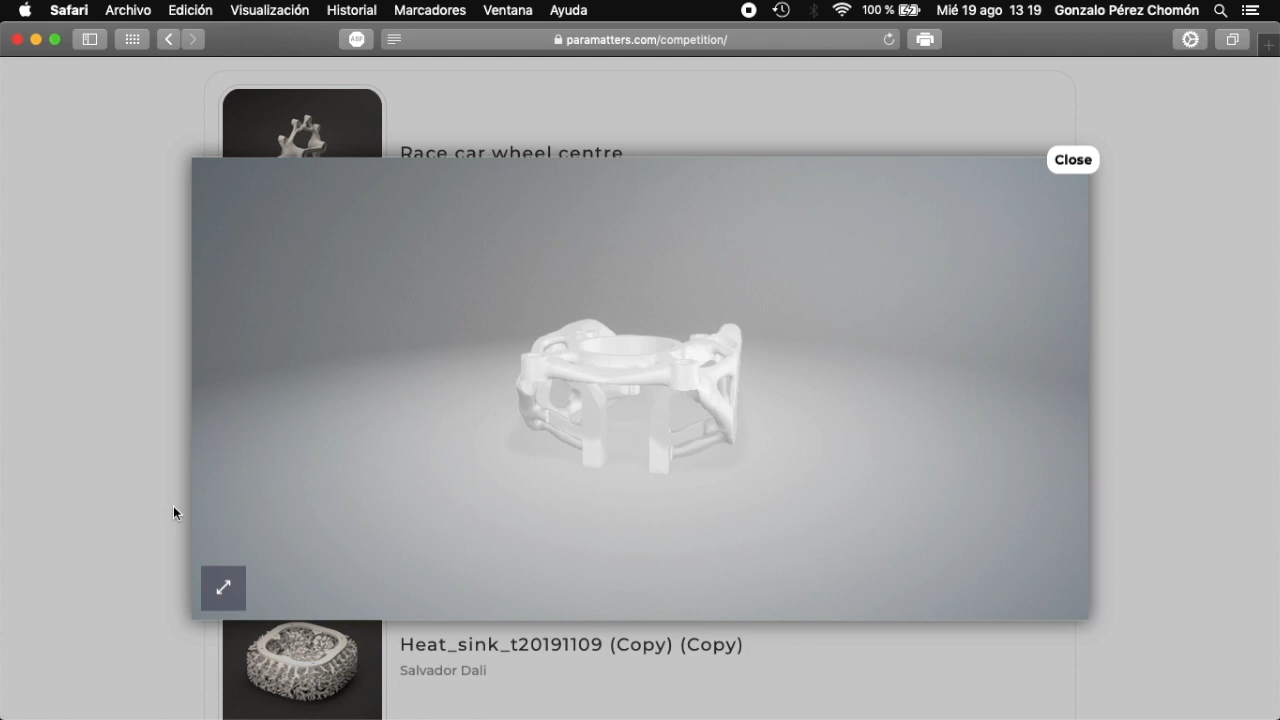 Safari Archivo Edición Visualización Historial Marcadores Ventana Ayuda 100 % Mié 19 ago 13 19 Gonzalo Pérez Chomón
ABP paramatters.com/competition/
Race car wheel centre
Close
Heat_sink_t20191109 (Copy) (Copy)
Salvador Dali